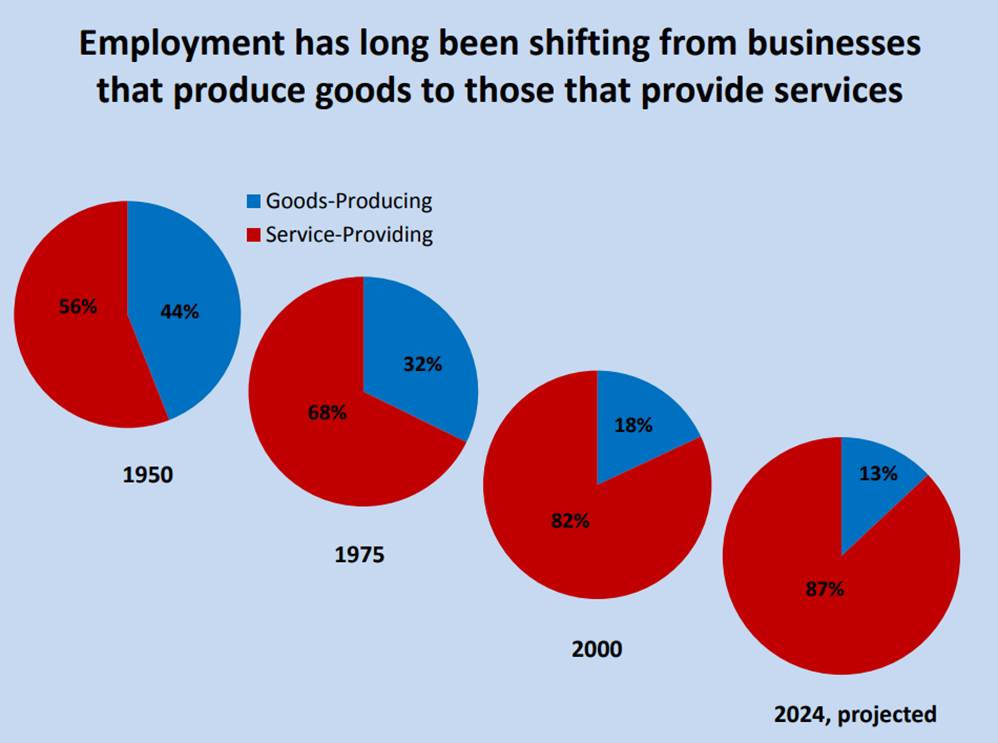 Employment has long been shifting from businesses
that produce goods to those that provide services
Goods-Producing
Service-Providing
56%
44%
1950
32%
68%
1975
18%
82%
2000
13%
87%
2024, projected